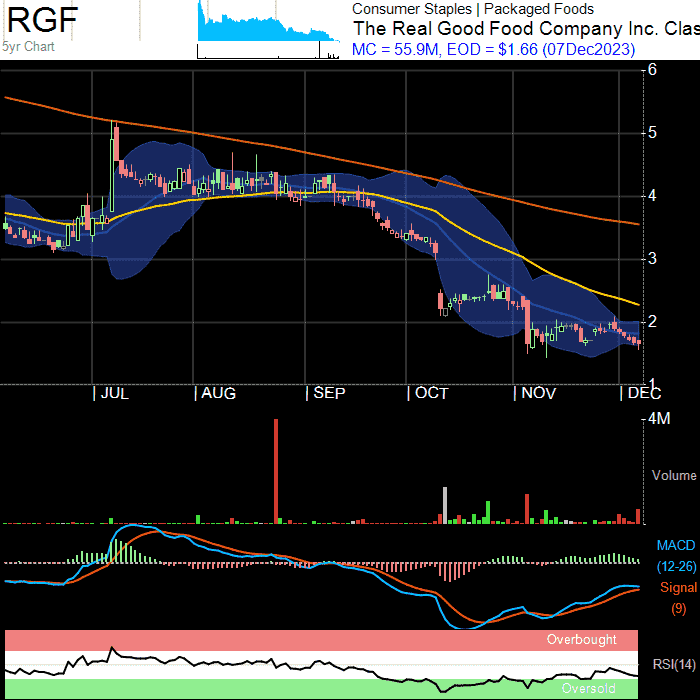 RGF
5yr Chart
Consumer Staples | Packaged Foods
The Real Good Food Company Inc. Clas
MC = 55.9M, EOD = $1.66 (07Dec2023)
6
5
4
3
2
1
JUL AUG SEP OCT NOV DEC
4M
Volume
MACD
(12-26)
Signal
(9)
Overbought
RSI(14)
Oversold